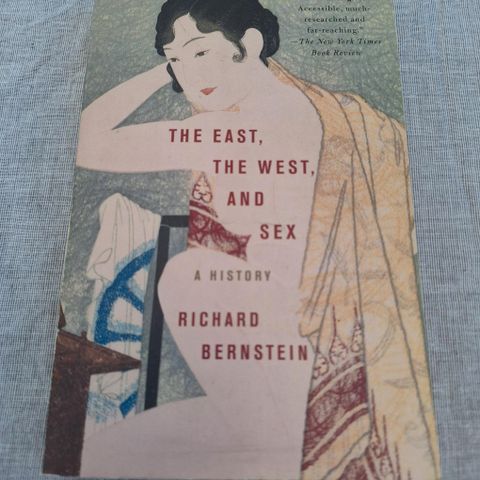 Accessible, much-
researched and
far-reaching."
—The New York Times
Book Review
THE EAST,
THE WEST,
AND
SEX
A HISTORY
RICHARD
BERNSTEIN